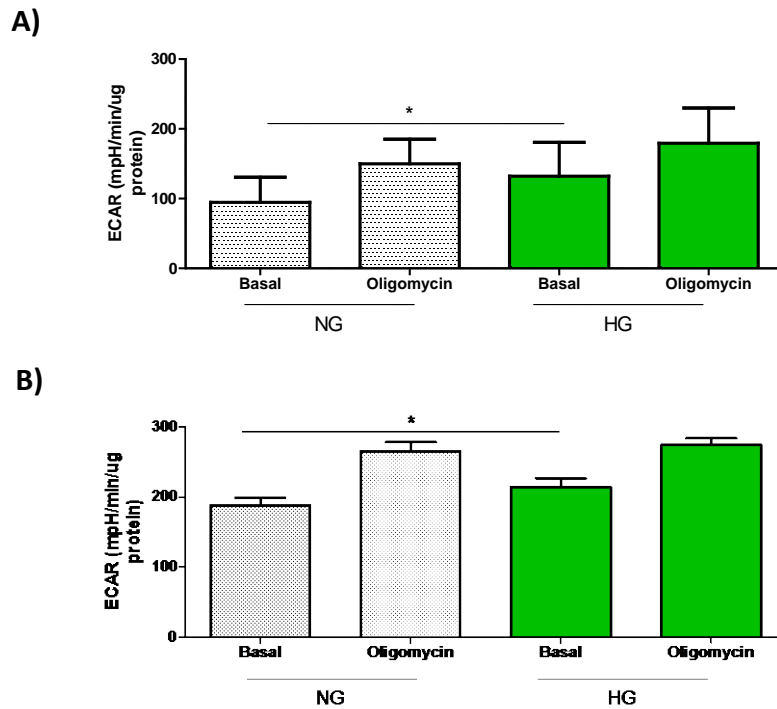 A)
ECAR (mpH/min/ug
protein)
300
200
100
0
*
Basal
Oligomycin
Basal
Oligomycin
NG
HG
B)
ECAR (mpH/min/ug
protein)
300
200
100
0
*
Basal
Oligomycin
Basal
Oligomycin
NG
HG